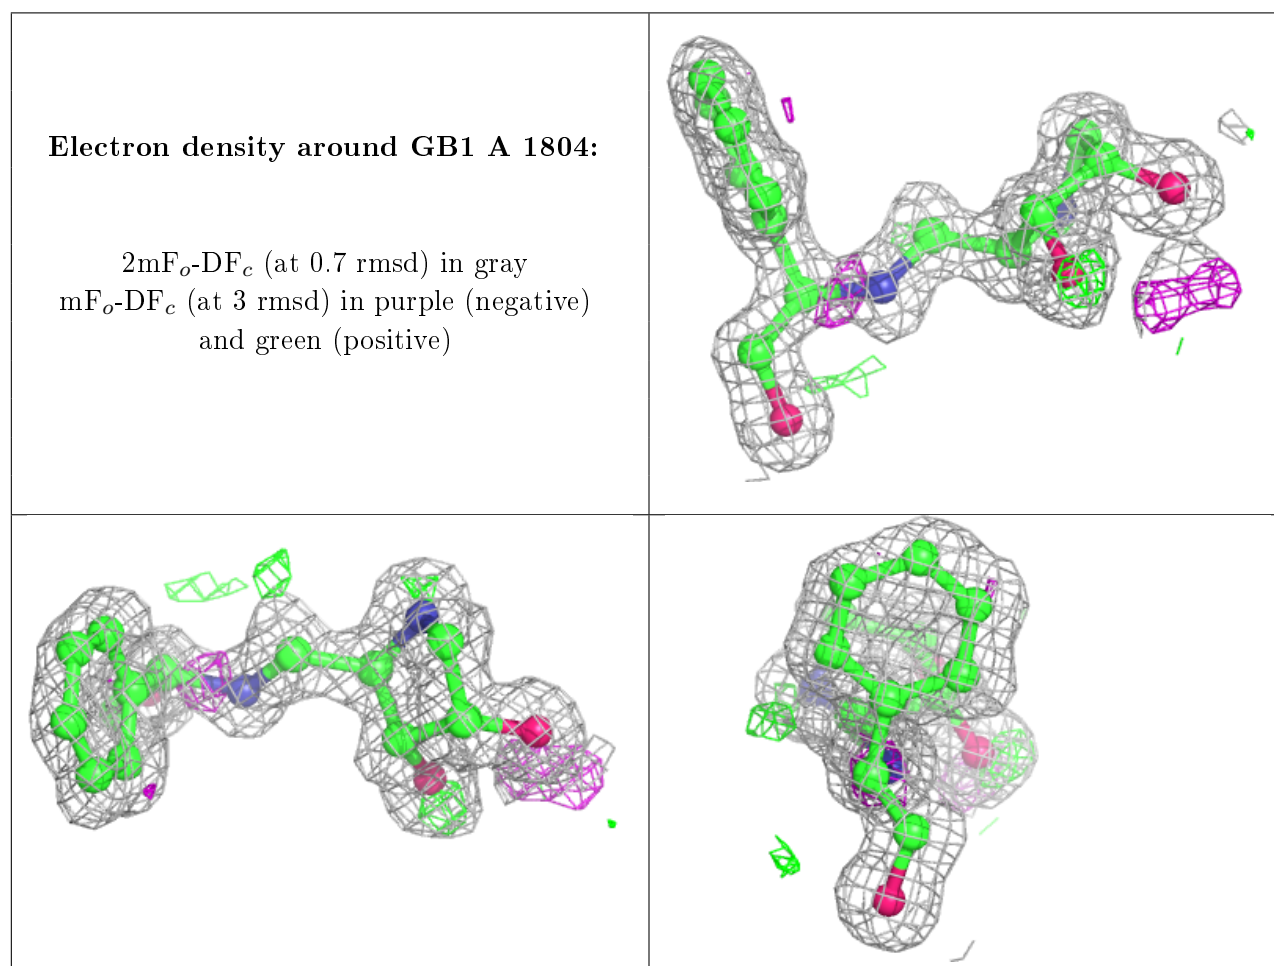 Electron density around GB1 A 1804:
2mFₒ-DF𝒸 (at 0.7 rmsd) in gray
mFₒ-DF𝒸 (at 3 rmsd) in purple (negative)
and green (positive)